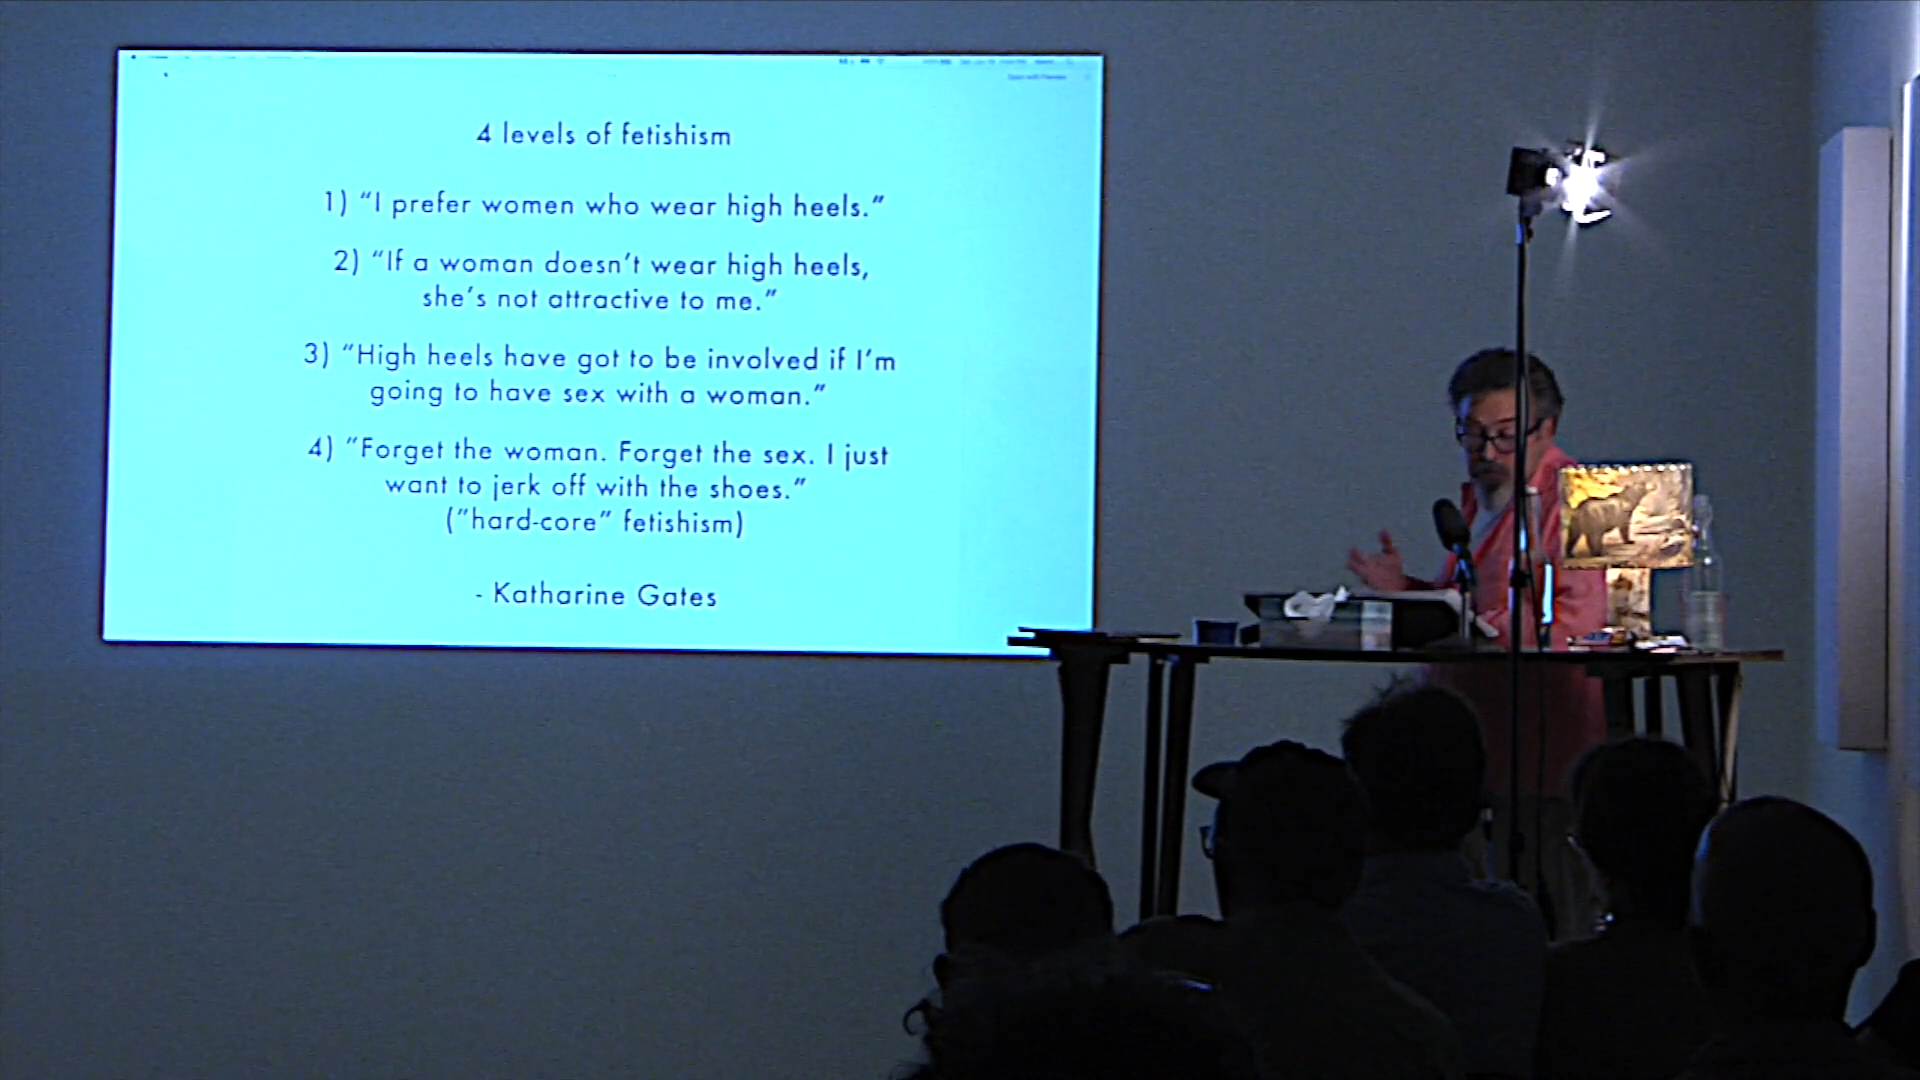 4 levels of fetishism
1) “I prefer women who wear high heels.”
2) “If a woman doesn’t wear high heels,
she’s not attractive to me.”
3) “High heels have got to be involved if I’m
going to have sex with a woman.”
4) “Forget the woman. Forget the sex. I just
want to jerk off with the shoes.”
(“hard-core” fetishism)
- Katharine Gates